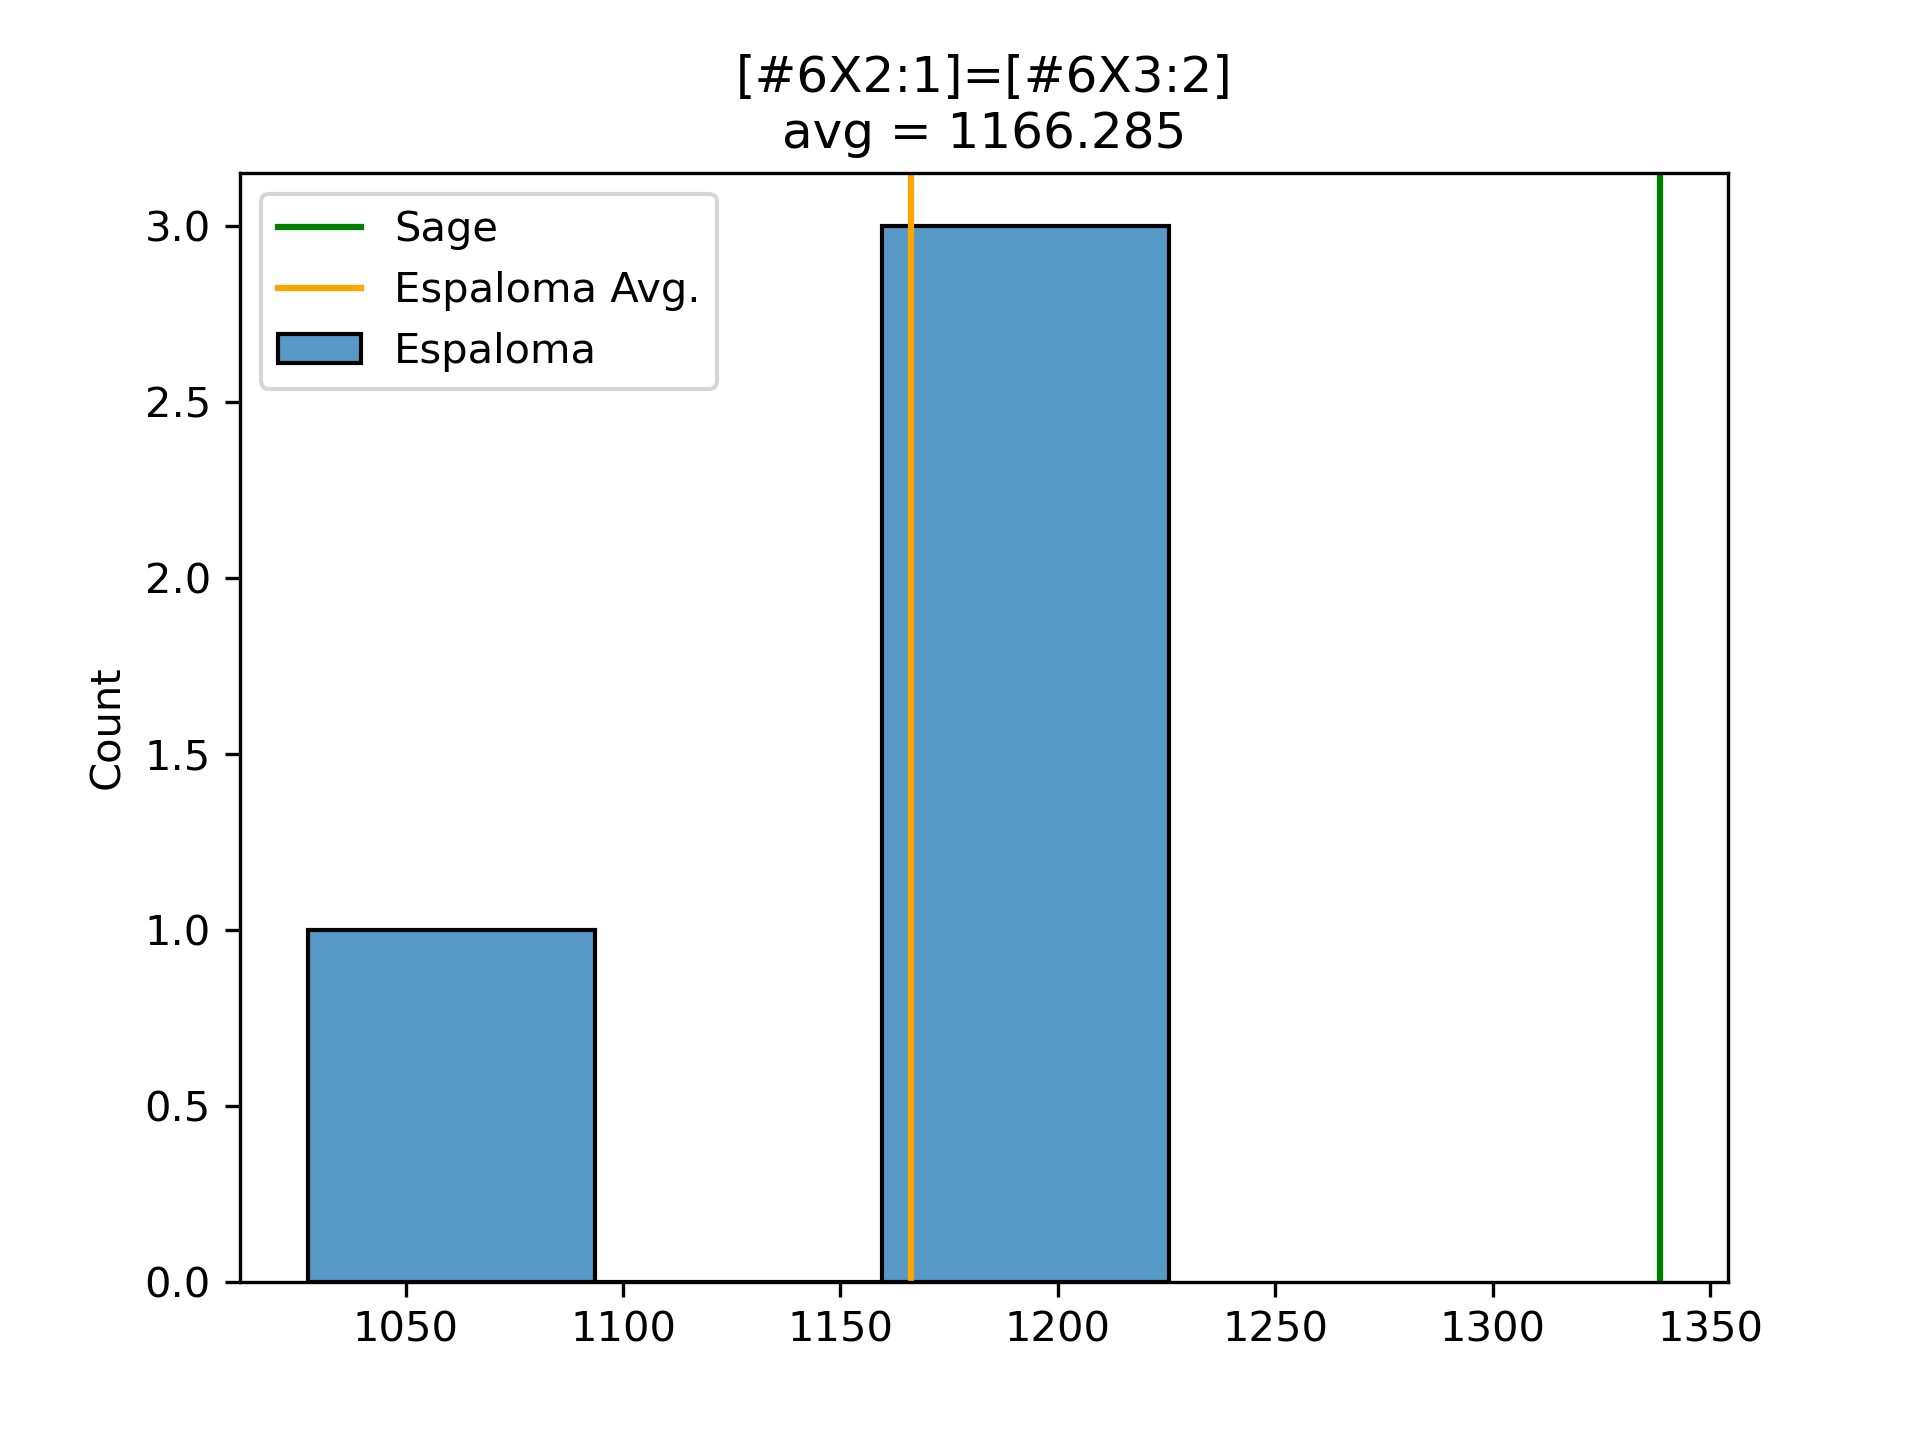 [#6X2:1]=[#6X3:2]
avg = 1166.285
Sage
Espaloma Avg.
Espaloma
Count
3.0
2.5
2.0
1.5
1.0
0.5
0.0
1050 1100 1150 1200 1250 1300 1350